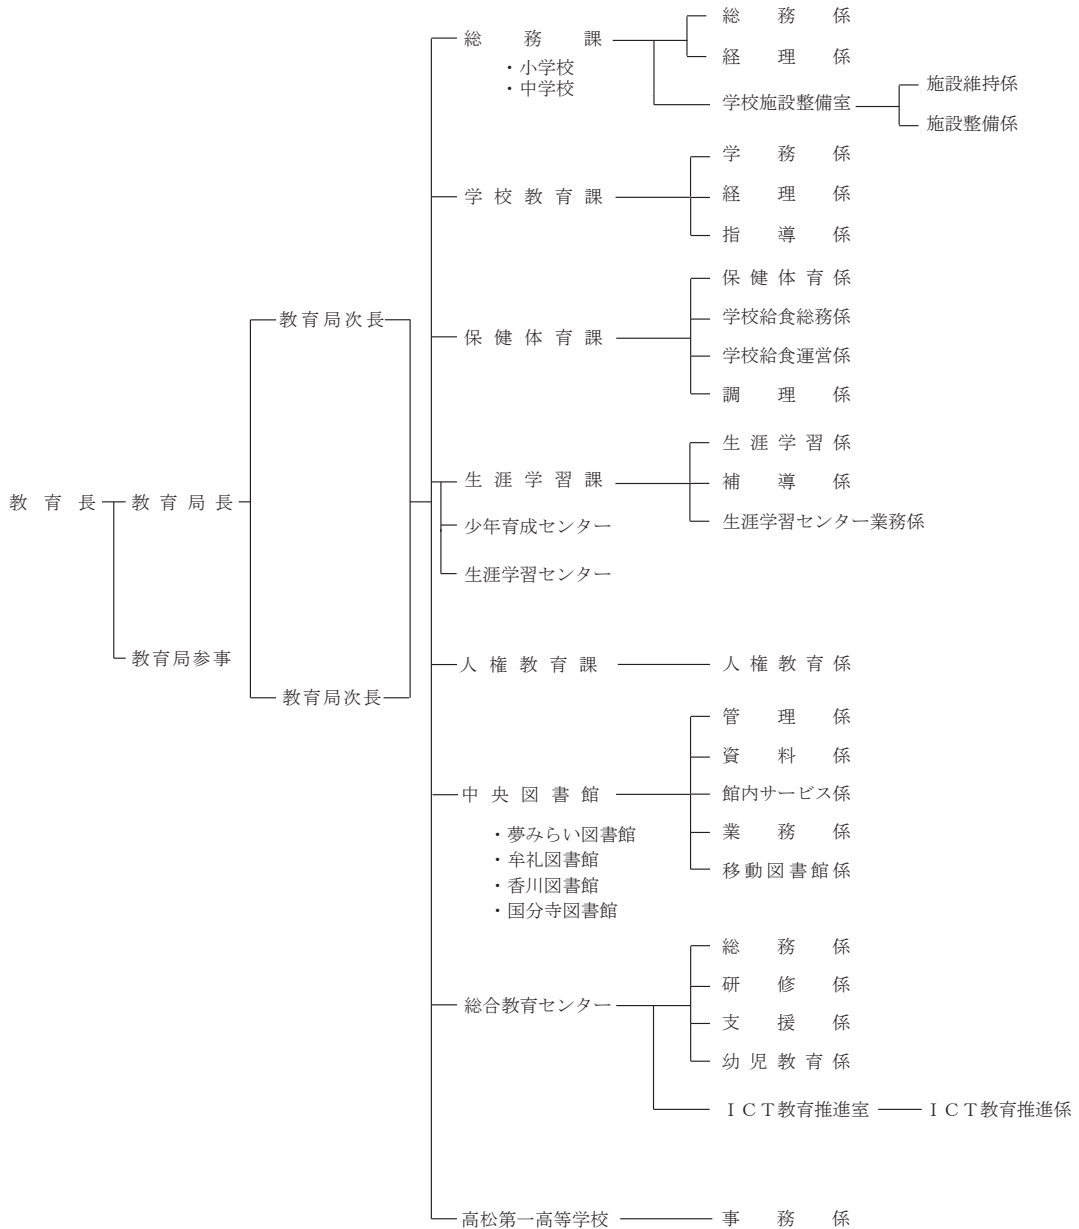 教育長
教育局長
教育局参事
教育局次長
教育局次長
総務課
・小学校
・中学校
総務係
経理係
学校施設整備室
施設維持係
施設整備係
学校教育課
学務係
経理係
指導係
保健体育課
保健体育係
学校給食総務係
学校給食運営係
調理係
生涯学習課
生涯学習係
補導係
生涯学習センター業務係
少年育成センター
生涯学習センター
人権教育課
人権教育係
中央図書館
・夢みらい図書館
・牟礼図書館
・香川図書館
・国分寺図書館
管理係
資料係
館内サービス係
業務係
移動図書館係
総合教育センター
総務係
研修係
支援係
幼児教育係
ICT教育推進室
ICT教育推進係
高松第一高等学校
事務係